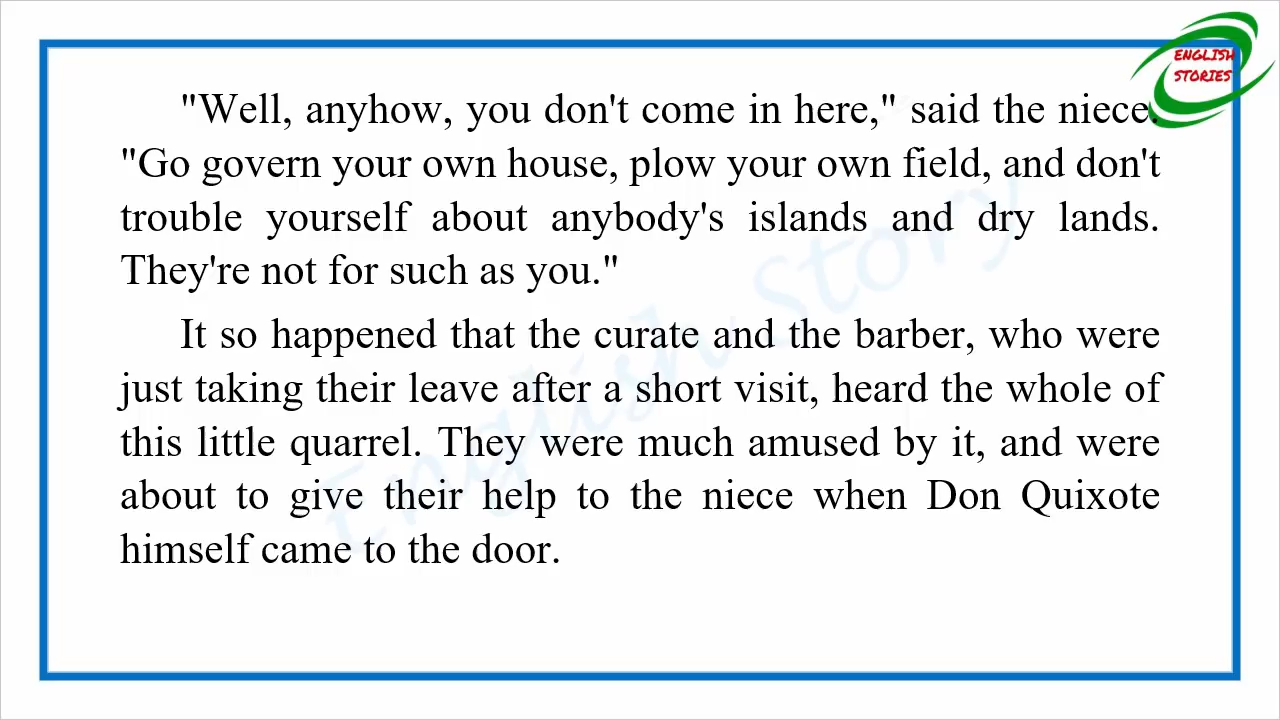 ENGLISH
STORIES
"Well, anyhow, you don't come in here," said the niece.
"Go govern your own house, plow your own field, and don't
trouble yourself about anybody's islands and dry lands.
They're not for such as you."
It so happened that the curate and the barber, who were
just taking their leave after a short visit, heard the whole of
this little quarrel. They were much amused by it, and were
about to give their help to the niece when Don Quixote
himself came to the door.
English Story